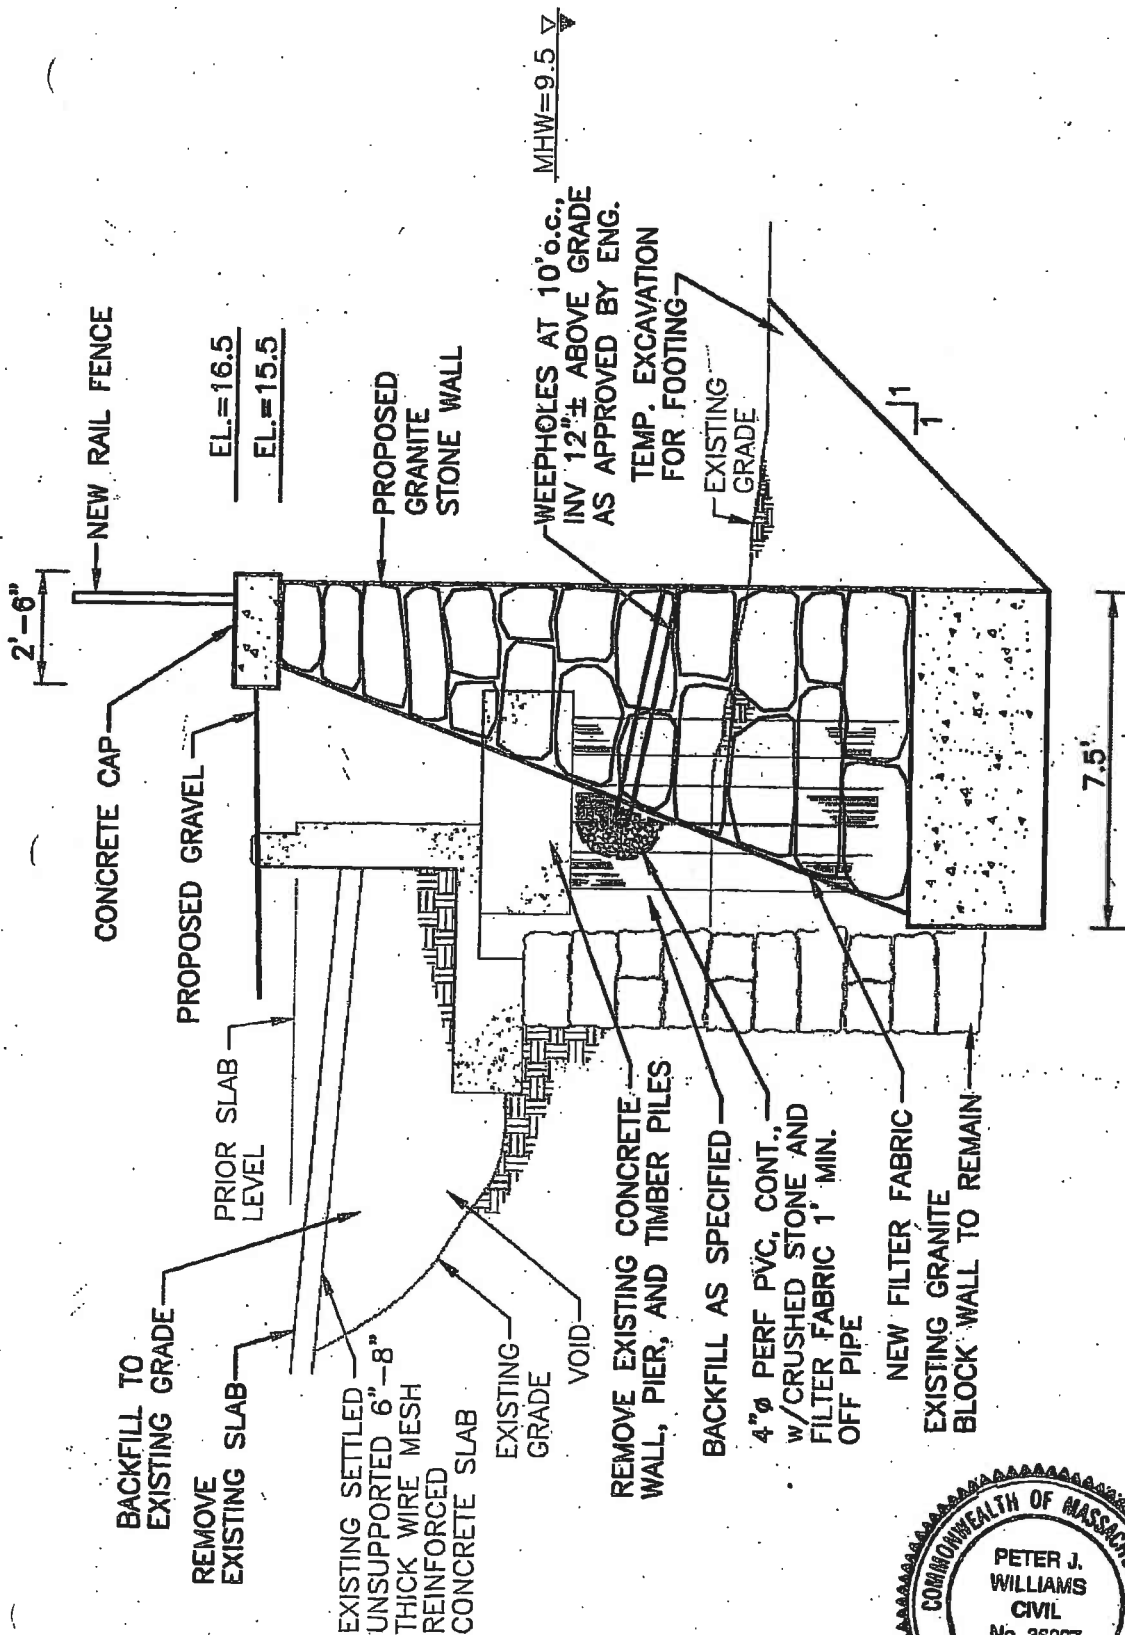 2'-6"
NEW RAIL FENCE
CONCRETE CAP
EL.=16.5
EL.=15.5
PROPOSED GRAVEL
PROPOSED
GRANITE
STONE WALL
PRIOR SLAB
LEVEL
BACKFILL TO
EXISTING GRADE
REMOVE
EXISTING SLAB
EXISTING SETTLED
UNSUPPORTED 6"-8"
THICK WIRE MESH
REINFORCED
CONCRETE SLAB
EXISTING
GRADE
VOID
MHW=9.5
WEEPHOLES AT 10' o.c.,
INV 12"± ABOVE GRADE
AS APPROVED BY ENG.
TEMP. EXCAVATION
FOR FOOTING
EXISTING
GRADE
1
1
REMOVE EXISTING CONCRETE
WALL, PIER, AND TIMBER PILES
BACKFILL AS SPECIFIED
4"ø PERF PVC, CONT.,
w/CRUSHED STONE AND
FILTER FABRIC 1' MIN.
OFF PIPE
NEW FILTER FABRIC
EXISTING GRANITE
BLOCK WALL TO REMAIN
7.5'
COMMONWEALTH OF MASSACH
PETER J.
WILLIAMS
CIVIL
No.